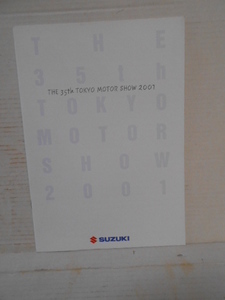 THE
35th
THE 35th TOKYO MOTOR SHOW 2001
TOKYO
MOTOR
SHOW
2001
SUZUKI